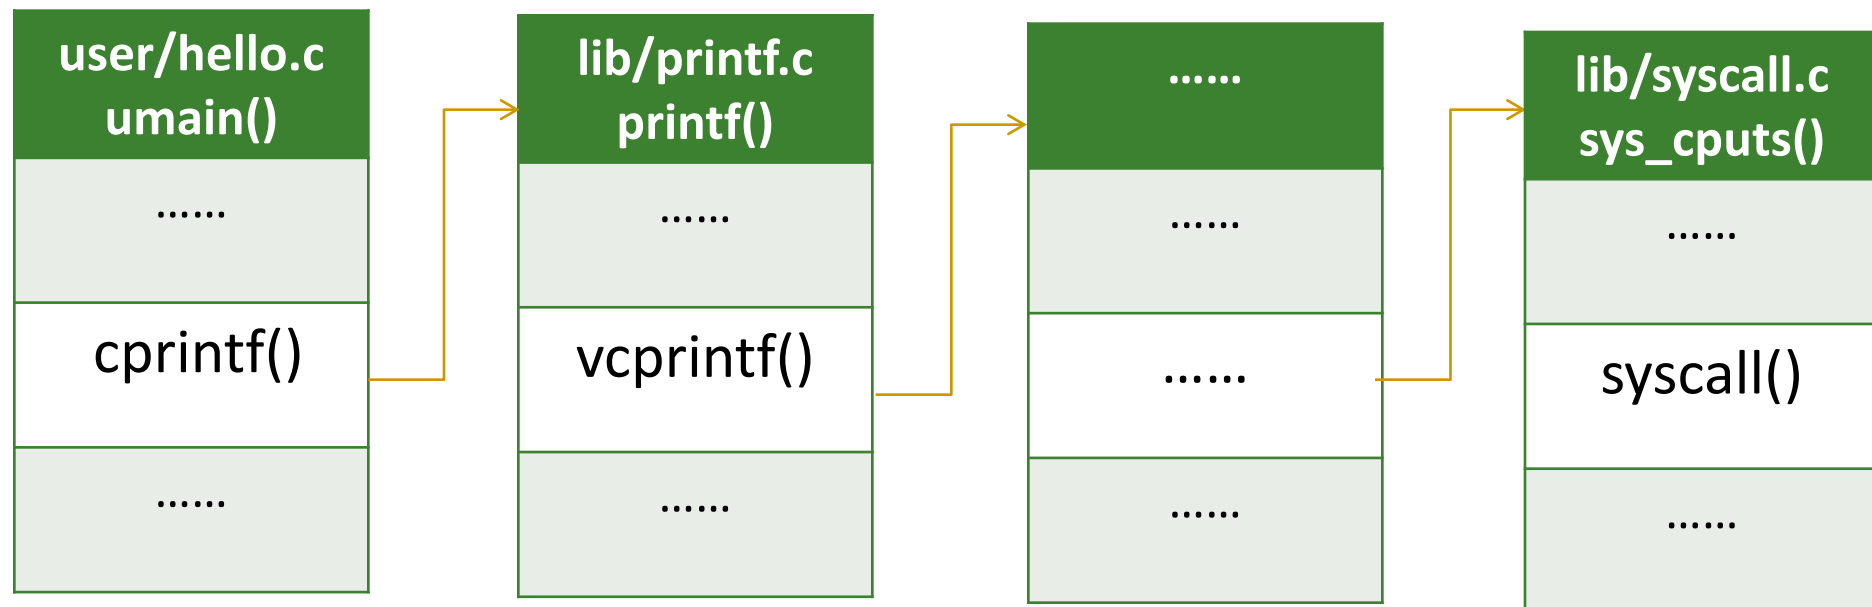 user/hello.c
umain()
……
cprintf()
……
lib/printf.c
printf()
……
vcprintf()
……
……
……
……
……
lib/syscall.c
sys_cputs()
……
syscall()
……